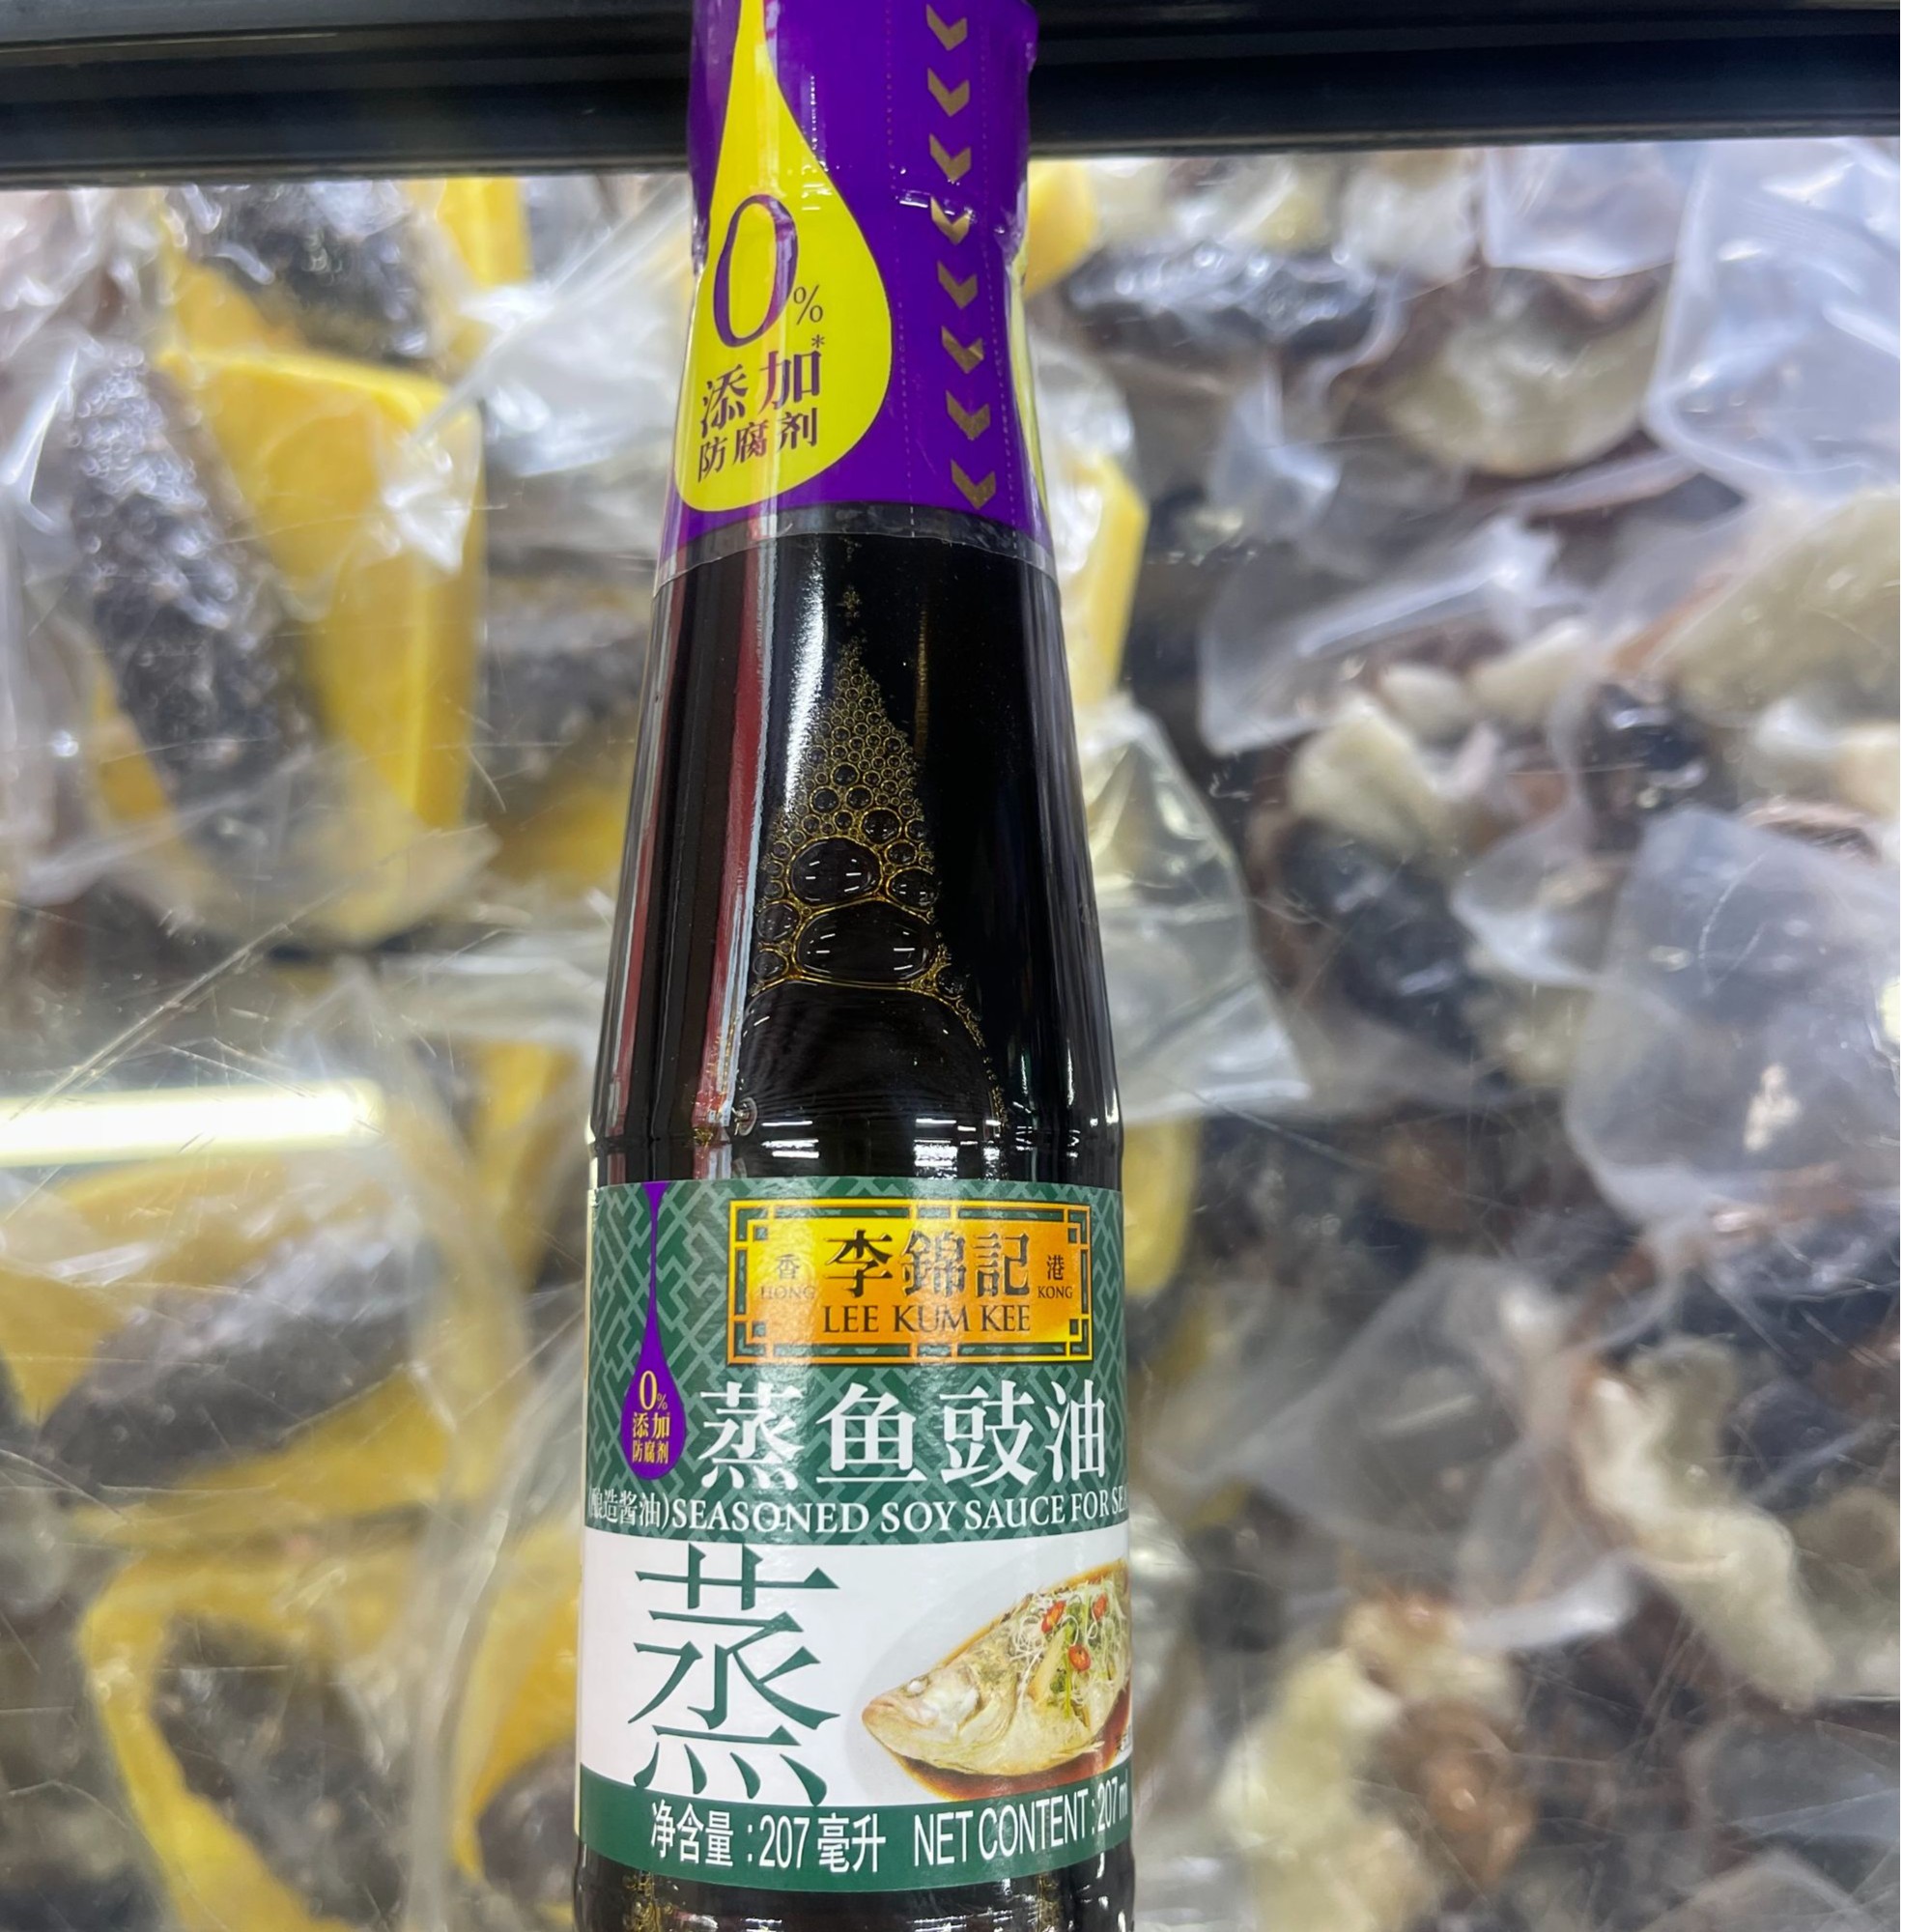 0%
添加*
防腐剂
香 李錦記 港
HONG LEE KUM KEE KONG
0%
添加
防腐剂
蒸鱼豉油
(酿造酱油)SEASONED SOY SAUCE FOR
蒸
净含量:207毫升 NET CONTENT:207ml